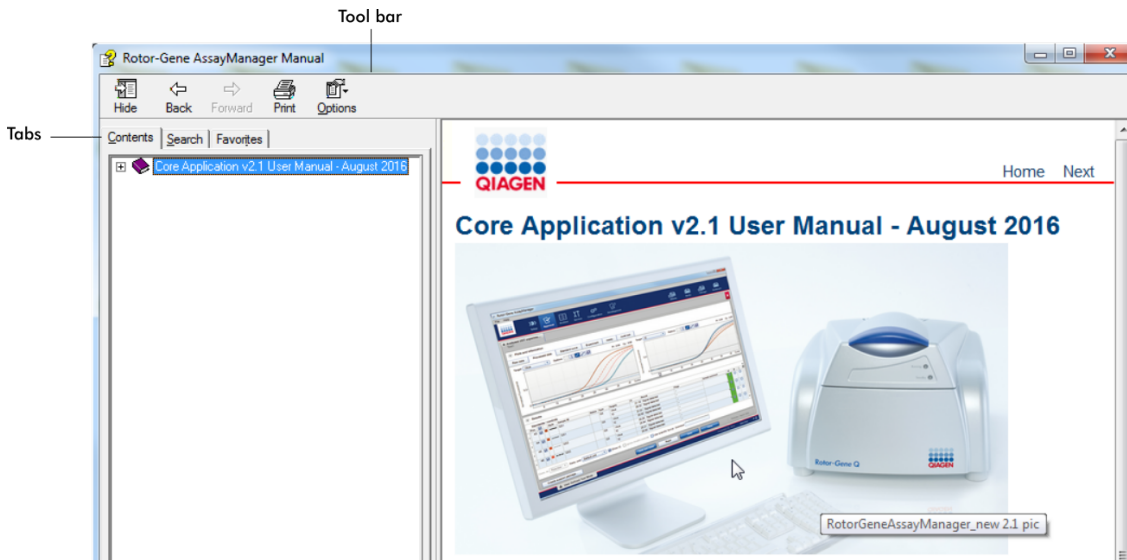 Tool bar
Rotor-Gene AssayManager Manual
Hide Back Forward Print Options
Tabs
Contents Search Favorites
Core Application v2.1 User Manual - August 2016
QIAGEN
Home Next
Core Application v2.1 User Manual - August 2016
Rotor-Gene Q
QIAGEN
RotorGeneAssayManager_new 2.1 pic